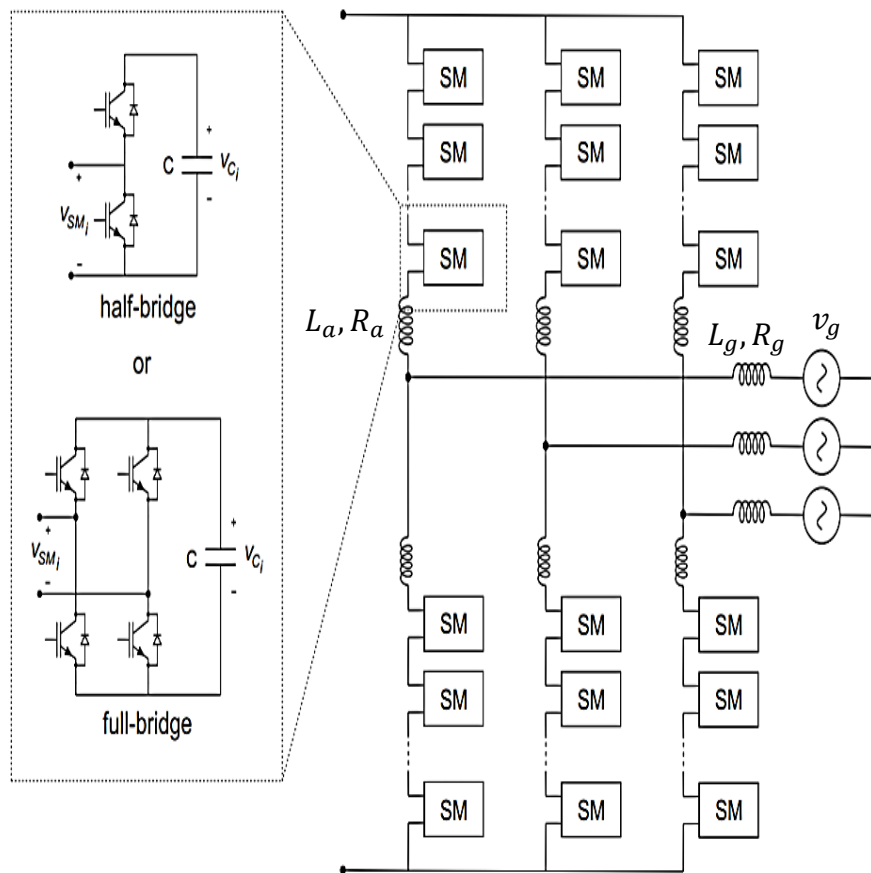 SM SM SM
SM SM SM
SM SM SM
+
C
v_{C_i}
-
+
v_{SM_i}
-
half-bridge
or
+
v_{SM_i}
-
+
C
v_{C_i}
-
full-bridge
L_a, R_a
L_g, R_g
v_g
SM SM SM
SM SM SM
SM SM SM